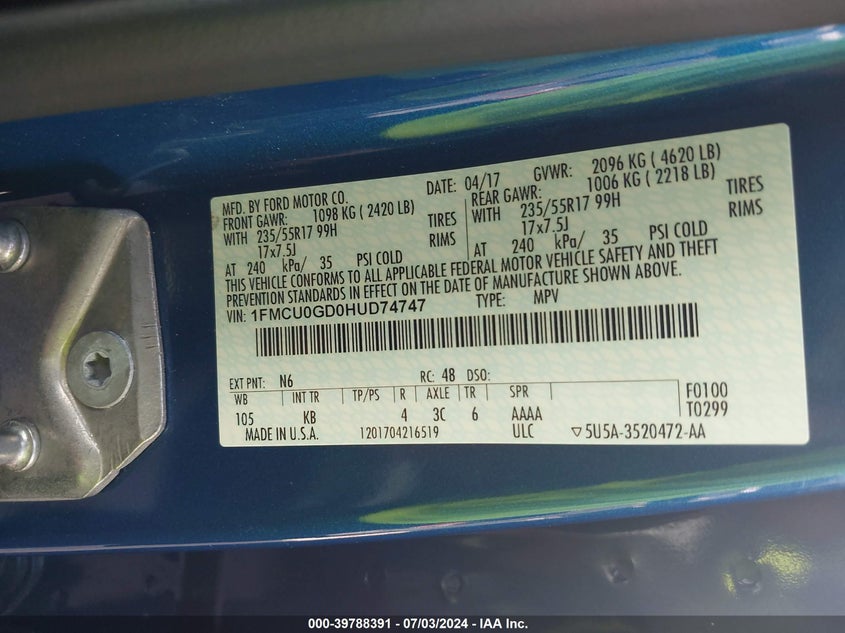 MFD. BY FORD MOTOR CO. DATE: 04/17 GVWR: 2096 KG ( 4620 LB)
FRONT GAWR: 1098 KG ( 2420 LB) REAR GAWR: 1006 KG ( 2218 LB)
WITH 235/55R17 99H TIRES WITH 235/55R17 99H TIRES
17x7.5J RIMS 17x7.5J RIMS
AT 240 kPa/ 35 PSI COLD AT 240 kPa/ 35 PSI COLD
THIS VEHICLE CONFORMS TO ALL APPLICABLE FEDERAL MOTOR VEHICLE SAFETY AND THEFT
PREVENTION STANDARDS IN EFFECT ON THE DATE OF MANUFACTURE SHOWN ABOVE.
VIN: 1FMCU0GD0HUD74747 TYPE: MPV
EXT PNT: N6 RC: 48 DSO:
WB INT TR TP/PS R AXLE TR SPR F0100
105 KB 4 3C 6 AAAA T0299
MADE IN U.S.A. 1201704216519 ULC ▽5U5A-3520472-AA
000-39788391 - 07/03/2024 - IAA Inc.